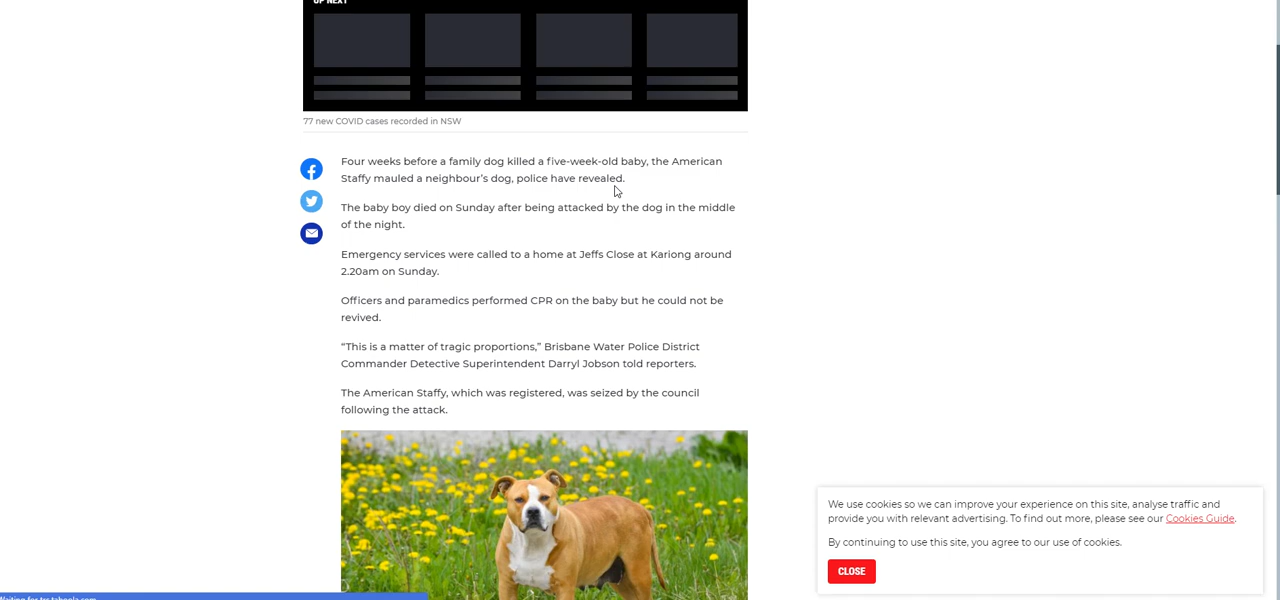 UP NEXT
77 new COVID cases recorded in NSW
Four weeks before a family dog killed a five-week-old baby, the American
Staffy mauled a neighbour’s dog, police have revealed.
The baby boy died on Sunday after being attacked by the dog in the middle
of the night.
Emergency services were called to a home at Jeffs Close at Kariong around
2.20am on Sunday.
Officers and paramedics performed CPR on the baby but he could not be
revived.
“This is a matter of tragic proportions,” Brisbane Water Police District
Commander Detective Superintendent Darryl Jobson told reporters.
The American Staffy, which was registered, was seized by the council
following the attack.
We use cookies so we can improve your experience on this site, analyse traffic and
provide you with relevant advertising. To find out more, please see our Cookies Guide.
By continuing to use this site, you agree to our use of cookies.
CLOSE
Waiting for trc.taboola.com